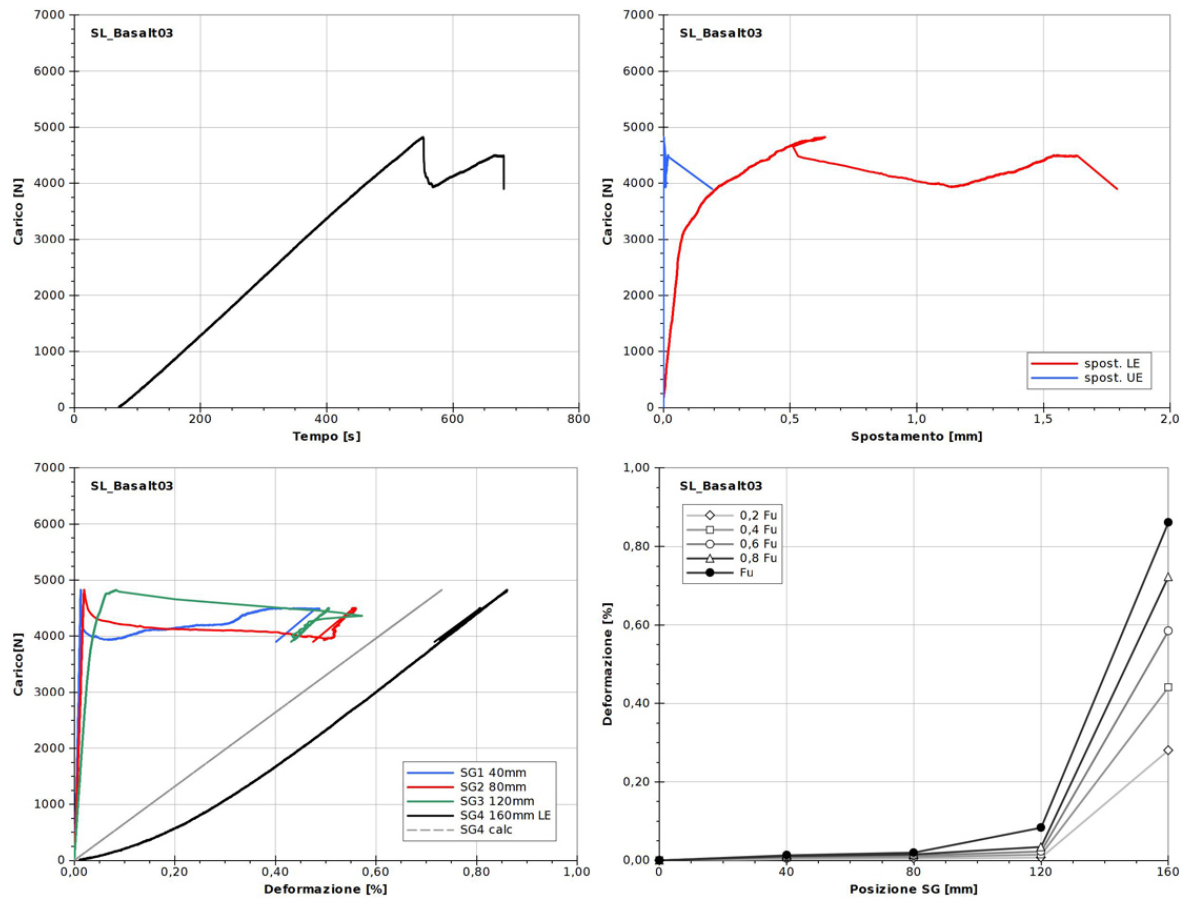 SL_Basalt03
Carico [N]
7000
6000
5000
4000
3000
2000
1000
0
0 200 400 600 800
Tempo [s]
SL_Basalt03
Carico [N]
7000
6000
5000
4000
3000
2000
1000
0
spost. LE
spost. UE
0,0 0,5 1,0 1,5 2,0
Spostamento [mm]
SL_Basalt03
Carico[N]
7000
6000
5000
4000
3000
2000
1000
0
SG1 40mm
SG2 80mm
SG3 120mm
SG4 160mm LE
SG4 calc
0,00 0,20 0,40 0,60 0,80 1,00
Deformazione [%]
SL_Basalt03
Deformazione [%]
1,00
0,80
0,60
0,40
0,20
0,00
0,2 Fu
0,4 Fu
0,6 Fu
0,8 Fu
Fu
0 40 80 120 160
Posizione SG [mm]